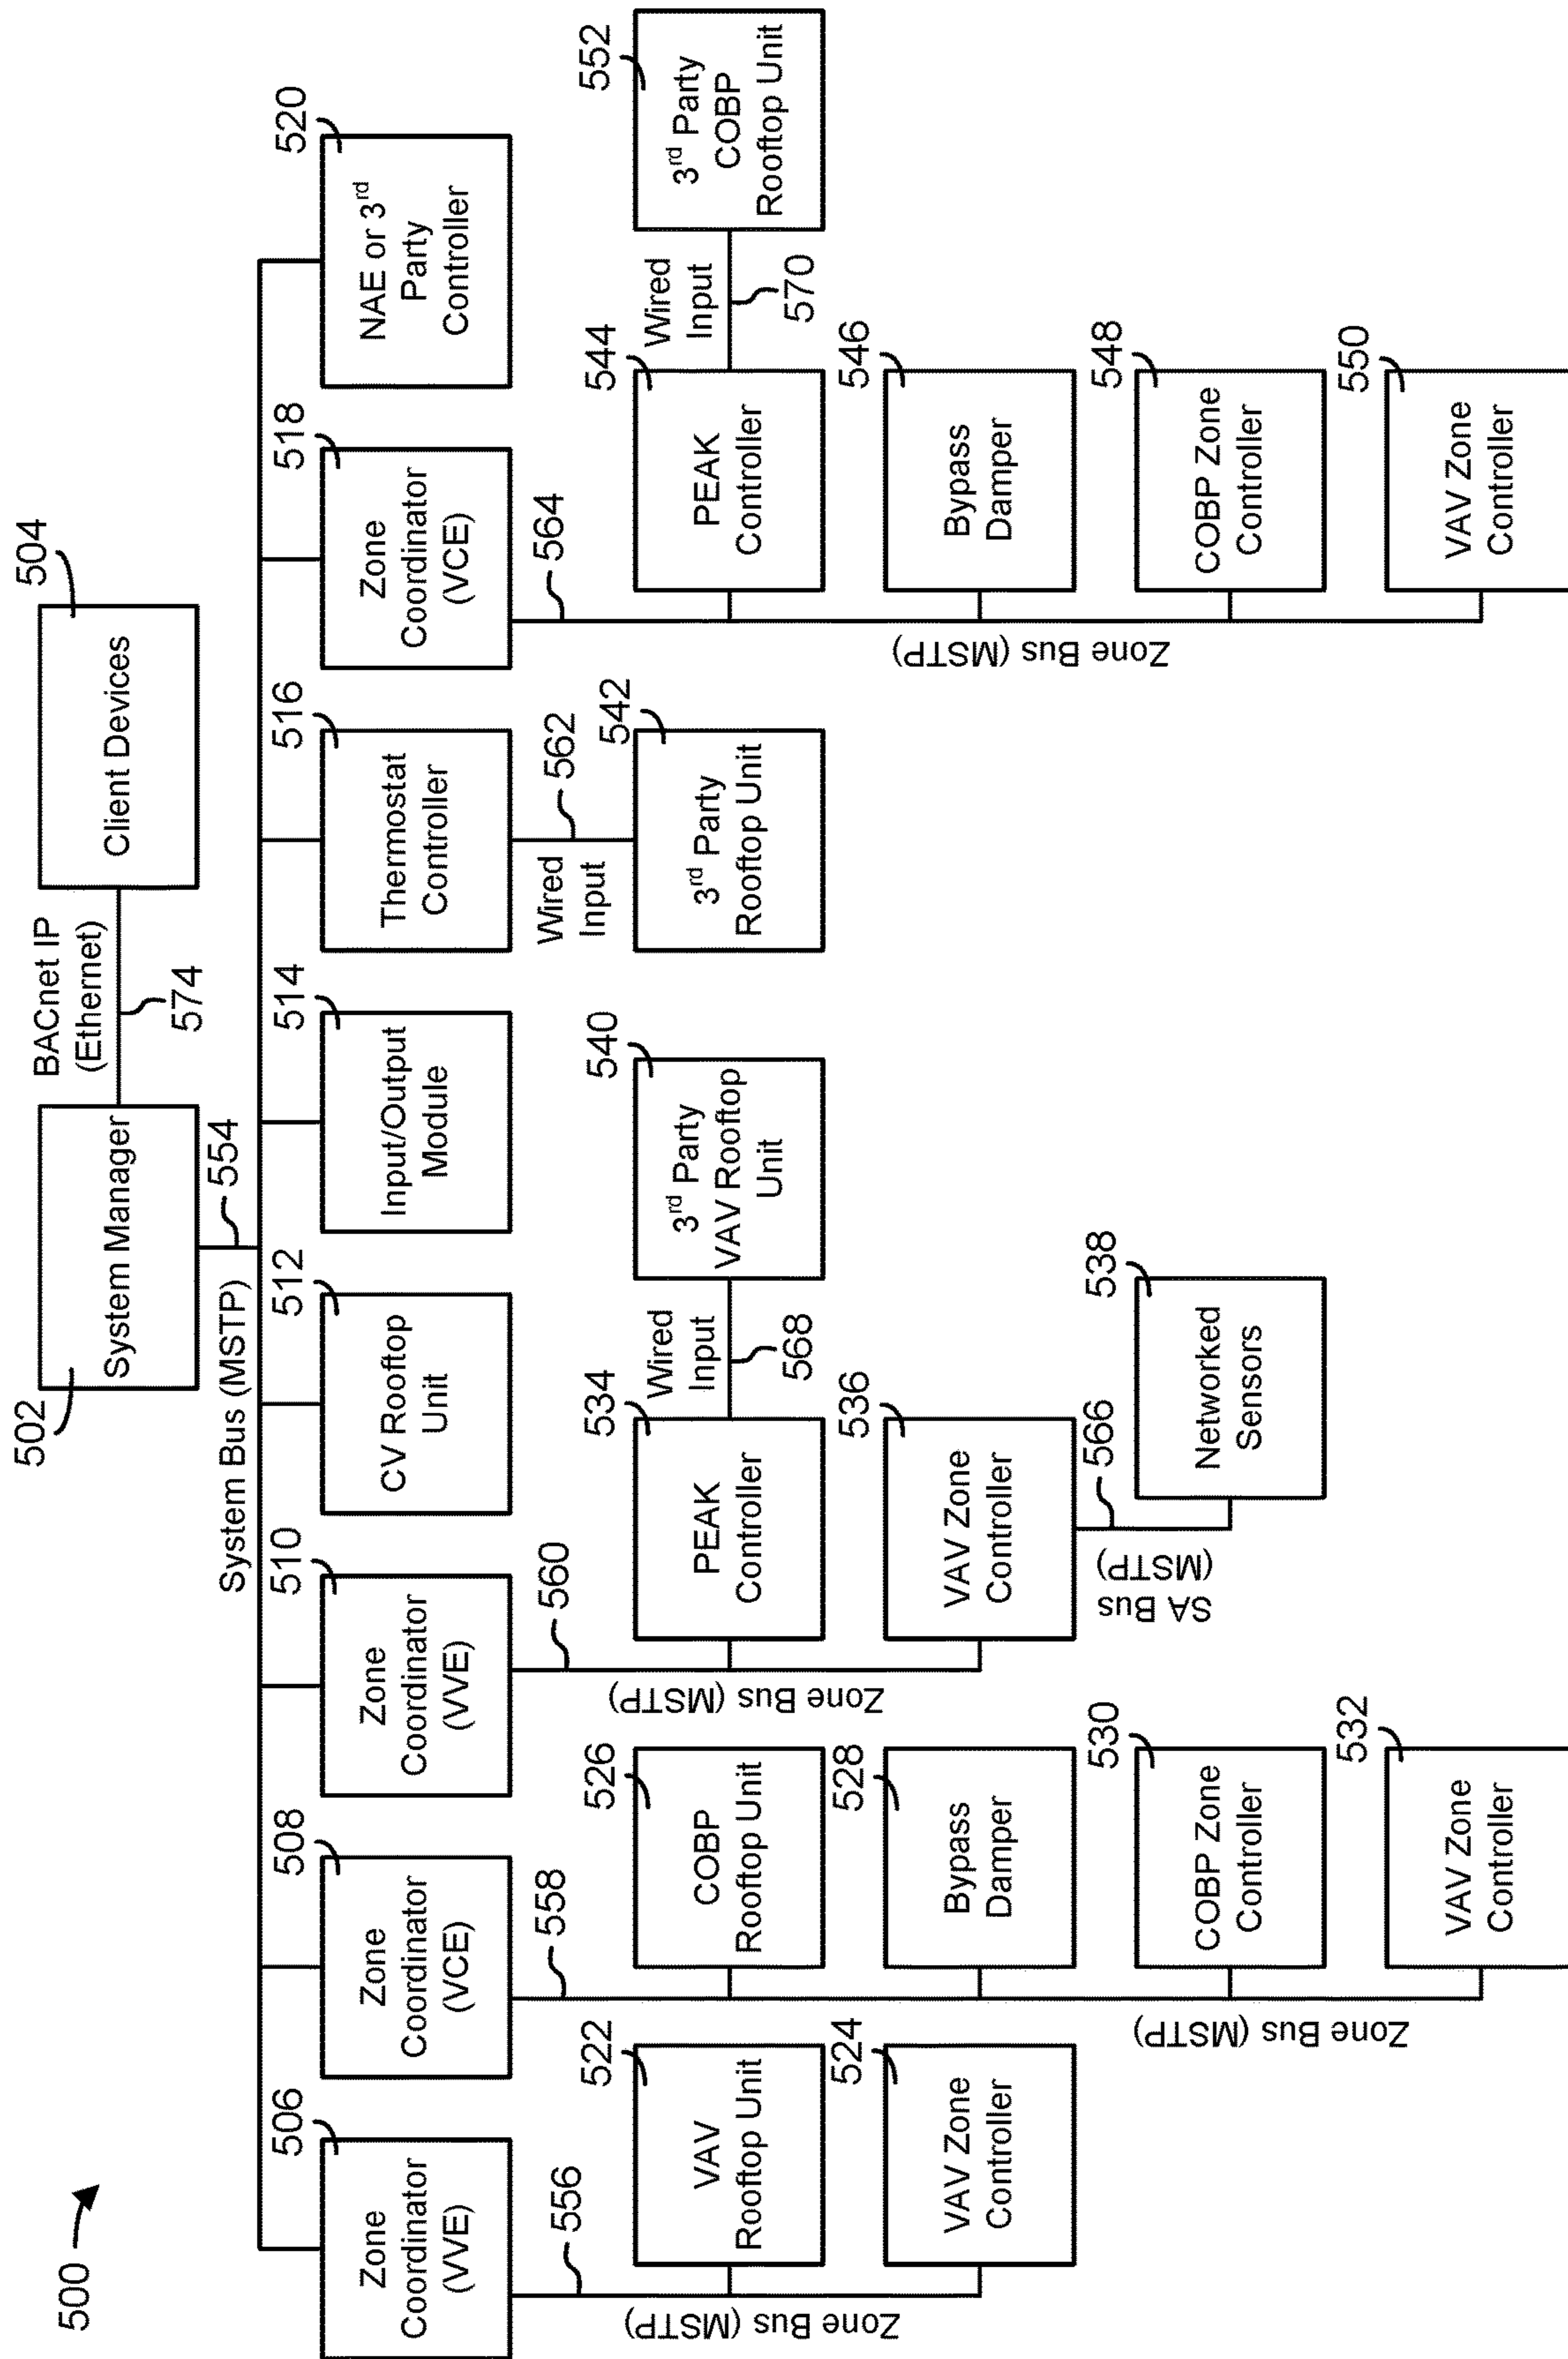 500
502
System Manager
BACnet IP
(Ethernet)
574
504
Client Devices
System Bus (MSTP)
554
506
Zone
Coordinator
(VVE)
508
Zone
Coordinator
(VCE)
510
Zone
Coordinator
(VVE)
512
CV Rooftop
Unit
514
Input/Output
Module
516
Thermostat
Controller
518
Zone
Coordinator
(VCE)
520
NAE or 3rd
Party
Controller
556
Zone Bus (MSTP)
522
VAV
Rooftop Unit
524
VAV Zone
Controller
558
Zone Bus (MSTP)
526
COBP
Rooftop Unit
528
Bypass
Damper
530
COBP Zone
Controller
532
VAV Zone
Controller
560
Zone Bus (MSTP)
534
PEAK
Controller
Wired
Input
568
540
3rd Party
VAV Rooftop
Unit
536
VAV Zone
Controller
566
SA Bus
(MSTP)
538
Networked
Sensors
562
Wired
Input
542
3rd Party
Rooftop Unit
564
Zone Bus (MSTP)
544
PEAK
Controller
Wired
Input
570
552
3rd Party
COBP
Rooftop Unit
546
Bypass
Damper
548
COBP Zone
Controller
550
VAV Zone
Controller